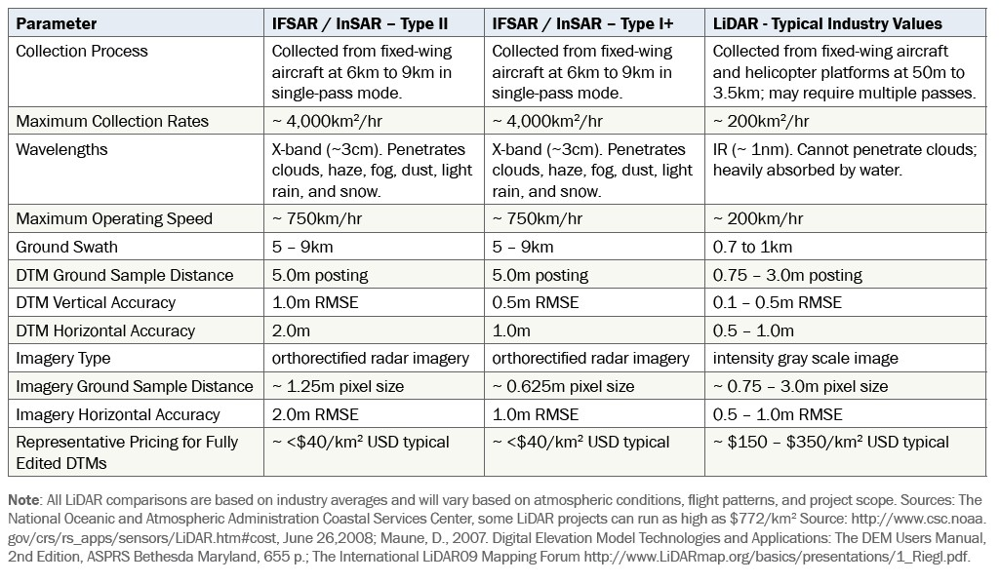 Parameter IFSAR / InSAR – Type II IFSAR / InSAR – Type I+ LiDAR - Typical Industry Values
Collection Process
Collected from fixed-wing
aircraft at 6km to 9km in
single-pass mode.
Collected from fixed-wing
aircraft at 6km to 9km in
single-pass mode.
Collected from fixed-wing aircraft
and helicopter platforms at 50m to
3.5km; may require multiple passes.
Maximum Collection Rates ~ 4,000km²/hr ~ 4,000km²/hr ~ 200km²/hr
Wavelengths
X-band (~3cm). Penetrates
clouds, haze, fog, dust, light
rain, and snow.
X-band (~3cm). Penetrates
clouds, haze, fog, dust, light
rain, and snow.
IR (~ 1nm). Cannot penetrate clouds;
heavily absorbed by water.
Maximum Operating Speed ~ 750km/hr ~ 750km/hr ~ 200km/hr
Ground Swath 5 – 9km 5 – 9km 0.7 to 1km
DTM Ground Sample Distance 5.0m posting 5.0m posting 0.75 – 3.0m posting
DTM Vertical Accuracy 1.0m RMSE 0.5m RMSE 0.1 – 0.5m RMSE
DTM Horizontal Accuracy 2.0m 1.0m 0.5 – 1.0m
Imagery Type orthorectified radar imagery orthorectified radar imagery intensity gray scale image
Imagery Ground Sample Distance ~ 1.25m pixel size ~ 0.625m pixel size ~ 0.75 – 3.0m pixel size
Imagery Horizontal Accuracy 2.0m RMSE 1.0m RMSE 0.5 – 1.0m RMSE
Representative Pricing for Fully
Edited DTMs
~ <$40/km² USD typical ~ <$40/km² USD typical ~ $150 – $350/km² USD typical
Note: All LiDAR comparisons are based on industry averages and will vary based on atmospheric conditions, flight patterns, and project scope. Sources: The
National Oceanic and Atmospheric Administration Coastal Services Center, some LiDAR projects can run as high as $772/km² Source: http://www.csc.noaa.
gov/crs/rs_apps/sensors/LiDAR.htm#cost, June 26,2008; Maune, D., 2007. Digital Elevation Model Technologies and Applications: The DEM Users Manual,
2nd Edition, ASPRS Bethesda Maryland, 655 p.; The International LiDAR09 Mapping Forum http://www.LiDARmap.org/basics/presentations/1_Riegl.pdf.